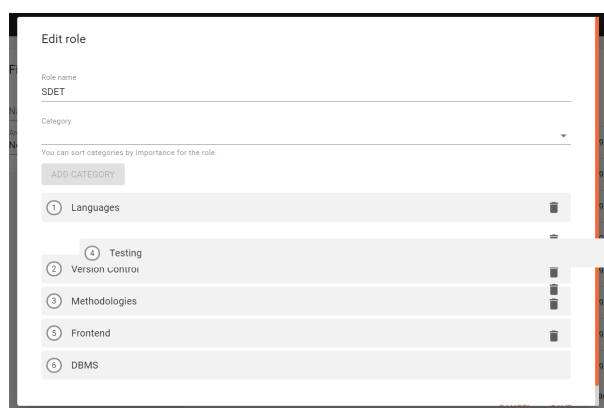 Edit role
Role name
SDET
Category
You can sort categories by importance for the role.
ADD CATEGORY
1 Languages
4 Testing
2 Version Control
3 Methodologies
5 Frontend
6 DBMS